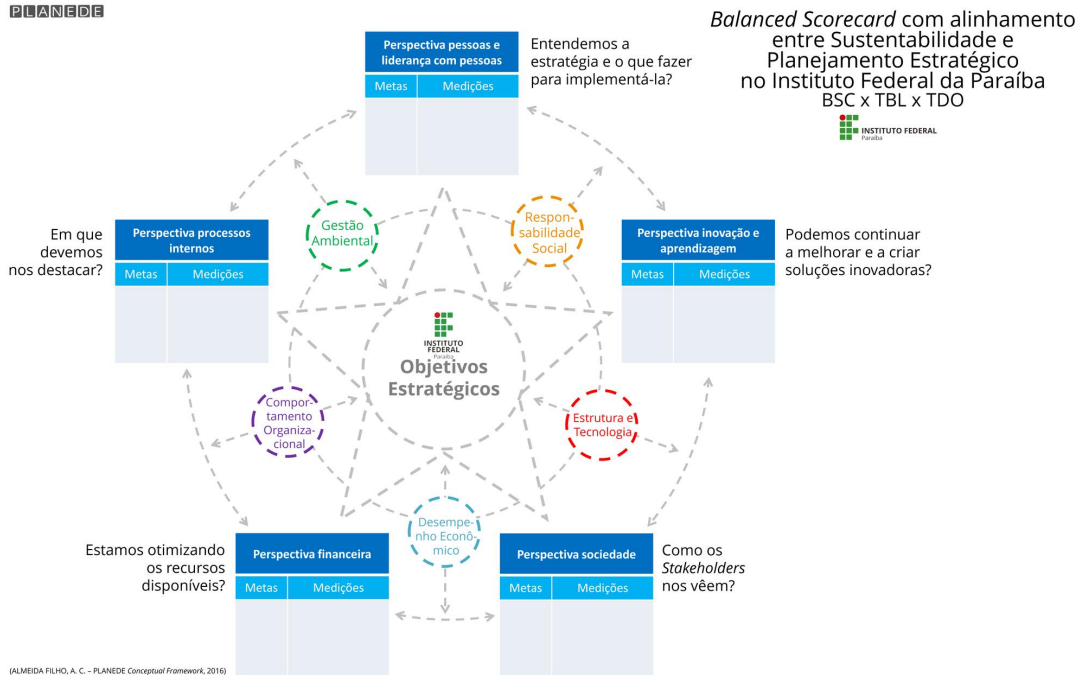 PLANEDE
Balanced Scorecard com alinhamento
entre Sustentabilidade e
Planejamento Estratégico
no Instituto Federal da Paraíba
BSC x TBL x TDO
INSTITUTO FEDERAL
Paraíba
Perspectiva pessoas e
liderança com pessoas
Metas Medições
Entendemos a
estratégia e o que fazer
para implementá-la?
Gestão
Ambiental
Respon-
sabilidade
Social
Em que
devemos
nos destacar?
Perspectiva processos
internos
Metas Medições
Perspectiva inovação e
aprendizagem
Metas Medições
Podemos continuar
a melhorar e a criar
soluções inovadoras?
INSTITUTO
FEDERAL
Paraíba
Objetivos
Estratégicos
Compor-
tamento
Organiza-
cional
Estrutura e
Tecnologia
Desempe-
nho Econô-
mico
Estamos otimizando
os recursos
disponíveis?
Perspectiva financeira
Metas Medições
Perspectiva sociedade
Metas Medições
Como os
Stakeholders
nos vêem?
(ALMEIDA FILHO, A. C. – PLANEDE Conceptual Framework, 2016)